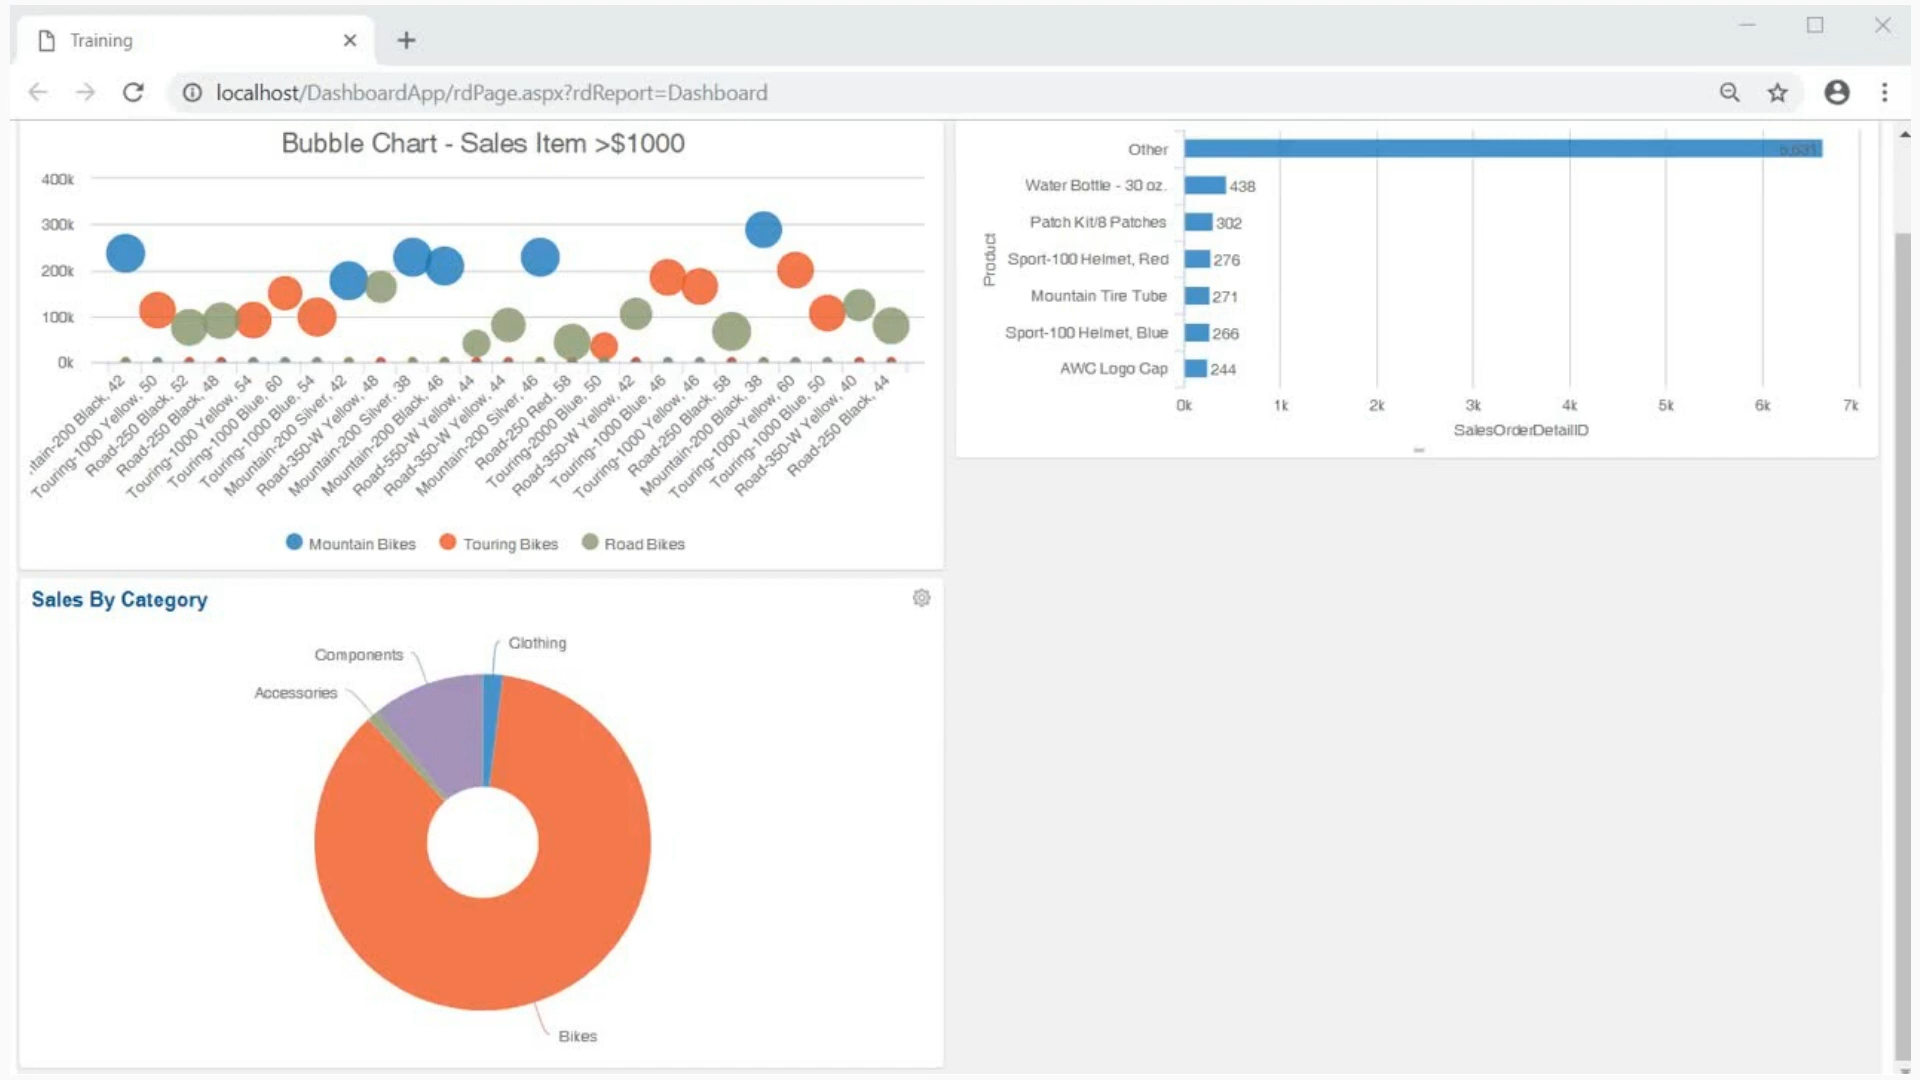 Training
localhost/DashboardApp/rdPage.aspx?rdReport=Dashboard
Bubble Chart - Sales Item >$1000
400k
300k
200k
100k
0k
Black, 42
Touring-1000 Yellow, 50
Road-250 Black, 52
Road-250 Black, 48
Touring-1000 Yellow, 54
Touring-1000 Blue, 60
Touring-1000 Blue, 54
Mountain-200 Silver, 42
Road-350-W Yellow, 48
Mountain-200 Silver, 38
Mountain-200 Black, 46
Road-550-W Yellow, 44
Road-350-W Yellow, 44
Mountain-200 Silver, 46
Road-250 Red, 58
Touring-2000 Blue, 50
Road-350-W Yellow, 42
Touring-1000 Blue, 46
Touring-1000 Yellow, 46
Road-250 Black, 58
Mountain-200 Black, 38
Touring-1000 Yellow, 60
Touring-1000 Blue, 50
Road-350-W Yellow, 40
Road-250 Black, 44
Mountain Bikes
Touring Bikes
Road Bikes
Product
Other
Water Bottle - 30 oz. 438
Patch Kit/8 Patches 302
Sport-100 Helmet, Red 276
Mountain Tire Tube 271
Sport-100 Helmet, Blue 266
AWC Logo Cap 244
0k 1k 2k 3k 4k 5k 6k 7k
SalesOrderDetailID
Sales By Category
Clothing
Components
Accessories
Bikes